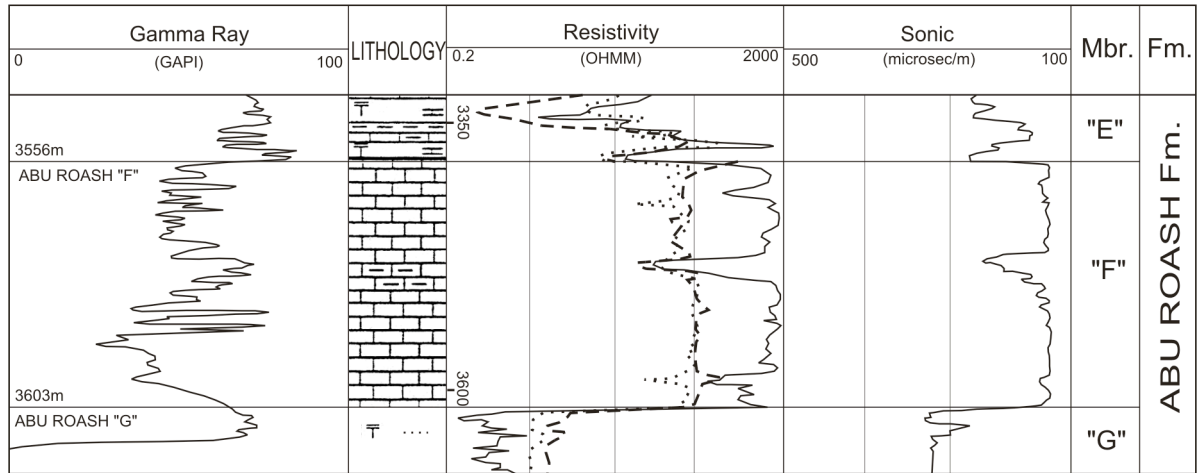 Gamma Ray
0 (GAPI) 100
LITHOLOGY
Resistivity
0.2 (OHMM) 2000
Sonic
500 (microsec/m) 100
Mbr.
Fm.
3350
"E"
3556m
ABU ROASH "F"
"F"
ABU ROASH Fm.
3600
3603m
ABU ROASH "G"
"G"